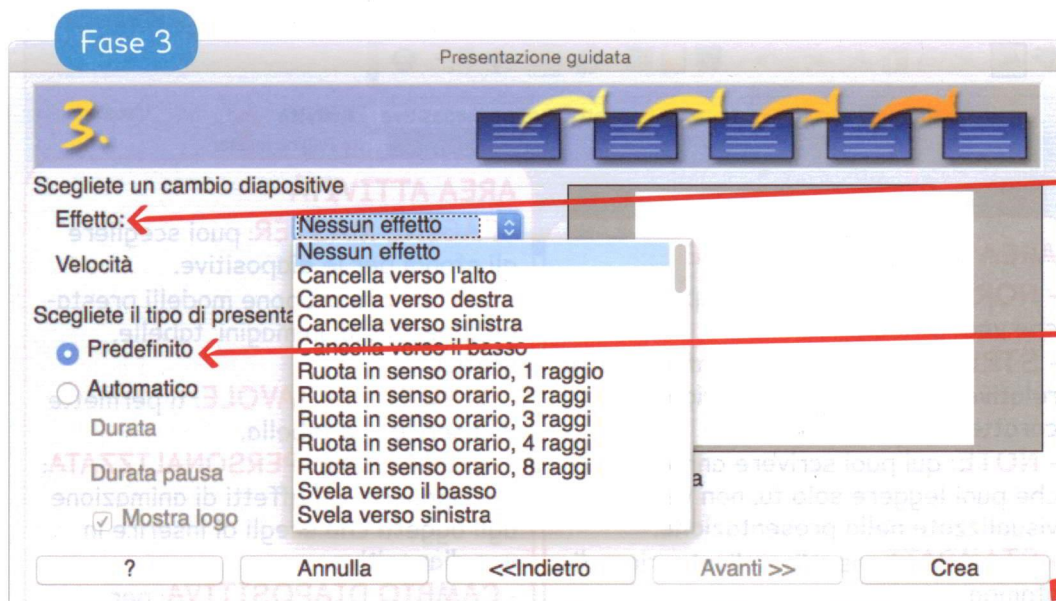 Fase 3
Presentazione guidata
3.
Scegliete un cambio diapositive
Effetto:
Nessun effetto
Velocità
Nessun effetto
Cancella verso l'alto
Cancella verso destra
Cancella verso sinistra
Cancella verso il basso
Ruota in senso orario, 1 raggio
Ruota in senso orario, 2 raggi
Ruota in senso orario, 3 raggi
Ruota in senso orario, 4 raggi
Ruota in senso orario, 8 raggi
Svela verso il basso
Svela verso sinistra
Scegliete il tipo di presenta
Predefinito
Automatico
Durata
Durata pausa
Mostra logo
a
? Annulla <<Indietro Avanti >> Crea